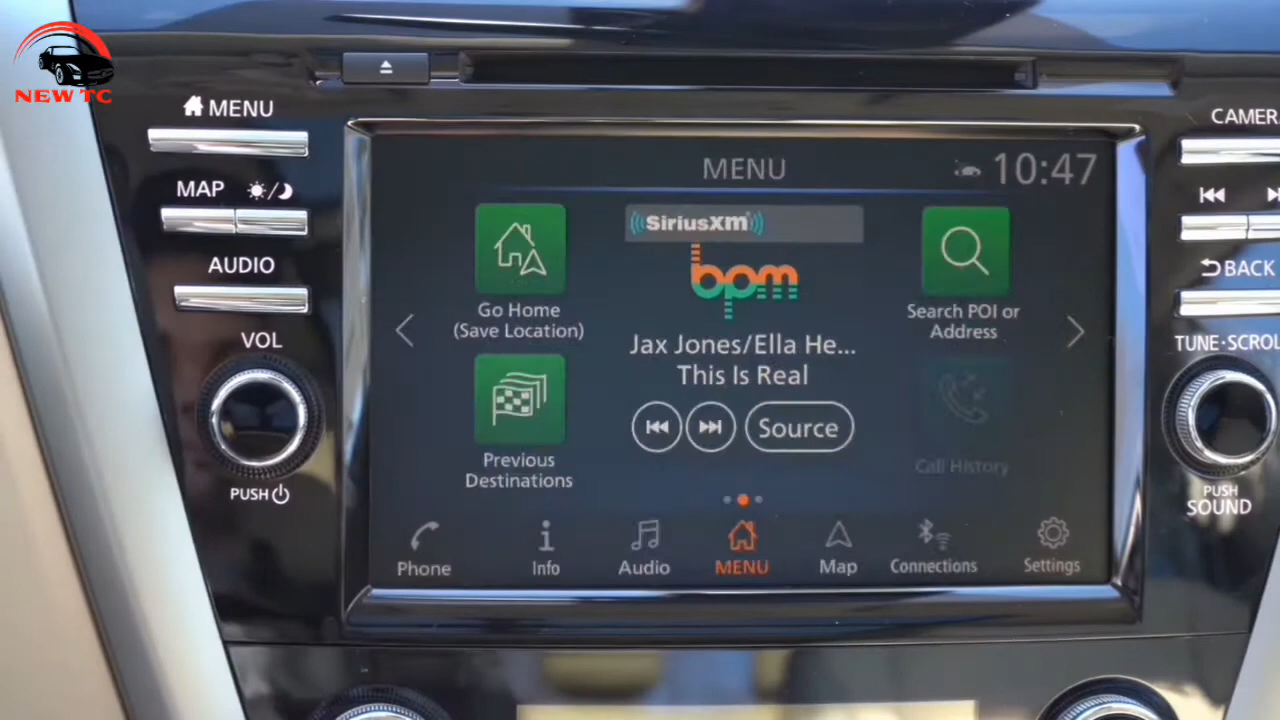 NEW TC
MENU
MAP
AUDIO
VOL
PUSH
MENU
10:47
Go Home
(Save Location)
Previous
Destinations
SiriusXM
bpm
Jax Jones/Ella He...
This Is Real
Source
Search POI or
Address
Call History
Phone
Info
Audio
MENU
Map
Connections
Settings
CAMERA
BACK
TUNE·SCROL
PUSH
SOUND